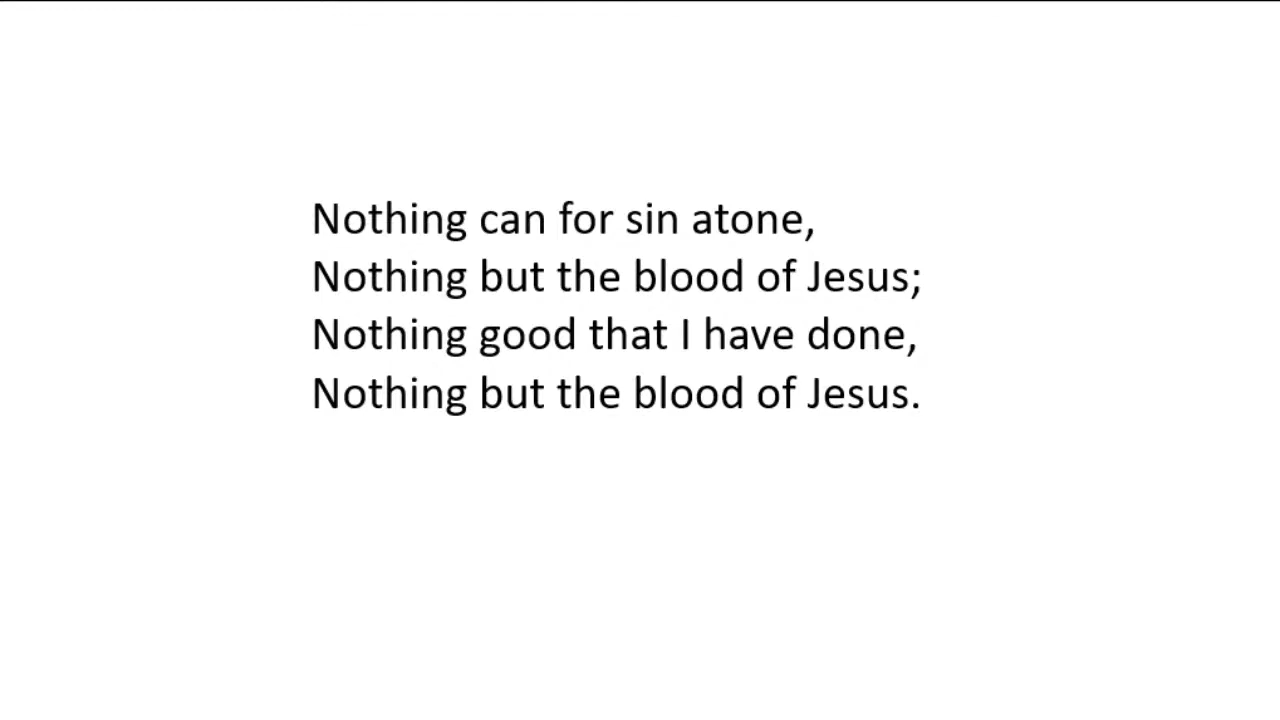 Nothing can for sin atone,
Nothing but the blood of Jesus;
Nothing good that I have done,
Nothing but the blood of Jesus.